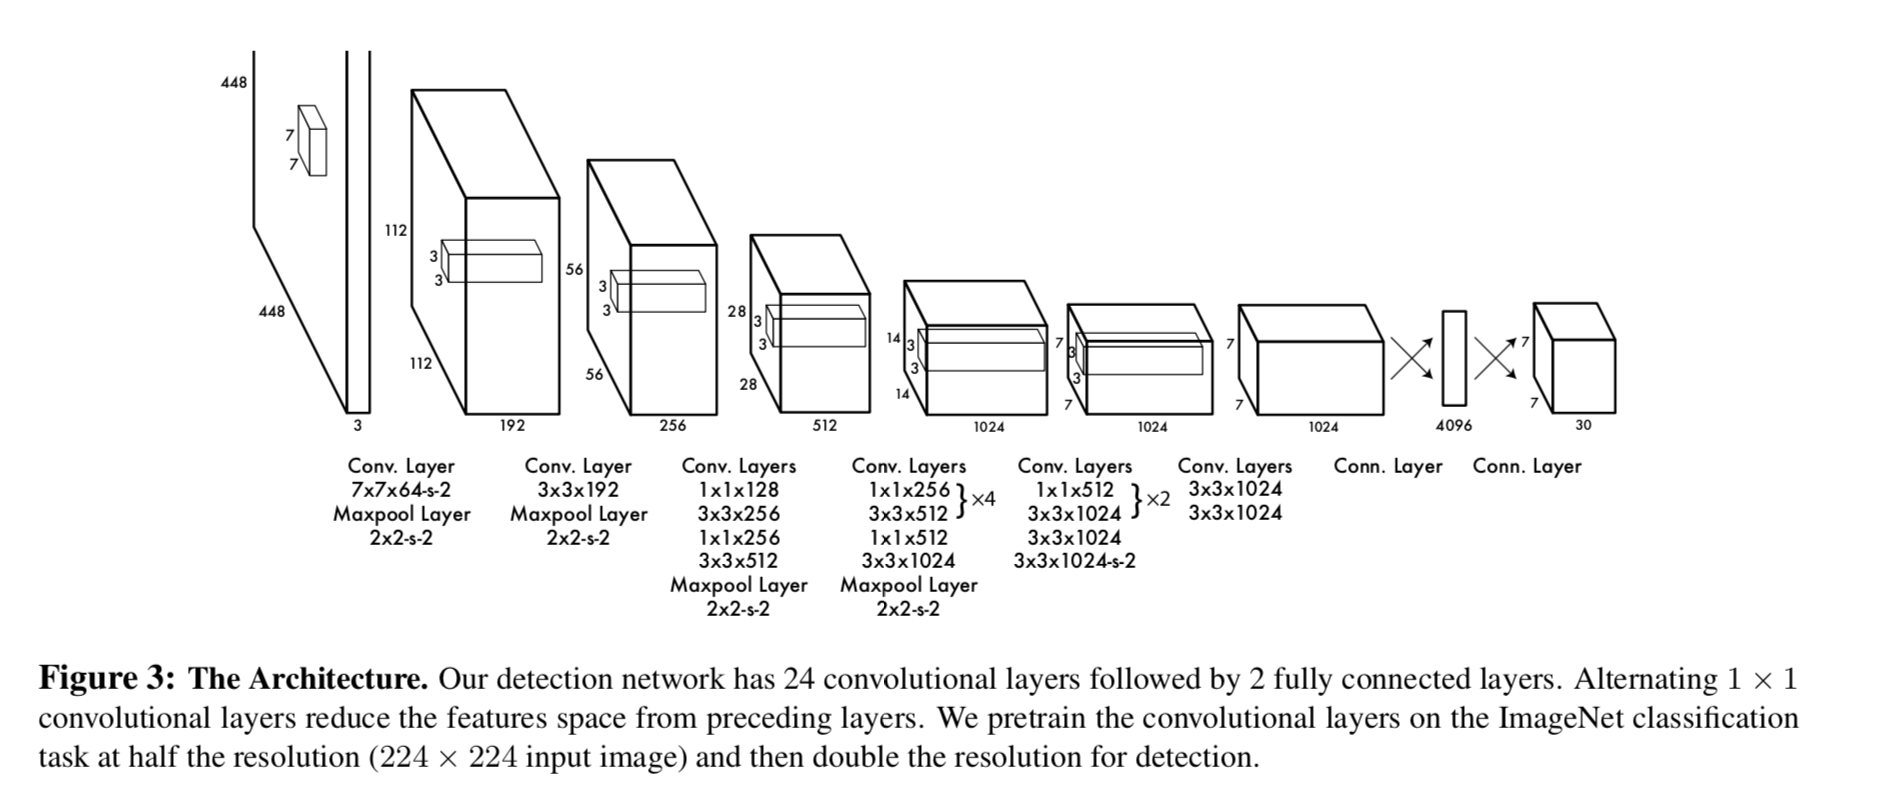 448
7
7
448
3
112
3
3
112
192
56
3
3
56
256
28
3
3
28
512
14
3
3
14
1024
7
3
3
7
1024
7
7
1024
4096
7
7
30
Conv. Layer
7x7x64-s-2
Maxpool Layer
2x2-s-2
Conv. Layer
3x3x192
Maxpool Layer
2x2-s-2
Conv. Layers
1x1x128
3x3x256
1x1x256
3x3x512
Maxpool Layer
2x2-s-2
Conv. Layers
1x1x256
3x3x512
}×4
1x1x512
3x3x1024
Maxpool Layer
2x2-s-2
Conv. Layers
1x1x512
3x3x1024
}×2
3x3x1024
3x3x1024-s-2
Conv. Layers
3x3x1024
3x3x1024
Conn. Layer
Conn. Layer
Figure 3: The Architecture. Our detection network has 24 convolutional layers followed by 2 fully connected layers. Alternating 1 × 1
convolutional layers reduce the features space from preceding layers. We pretrain the convolutional layers on the ImageNet classification
task at half the resolution (224 × 224 input image) and then double the resolution for detection.